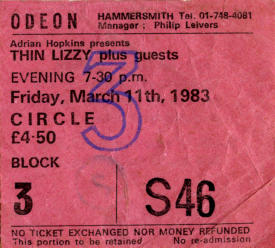 ODEON HAMMERSMITH Tel. 01-748-4081
Manager : Philip Leivers
Adrian Hopkins presents
THIN LIZZY plus guests
EVENING 7-30 p.m.
Friday, March 11th, 1983
CIRCLE
£4·50
3
BLOCK
3 S46
NO TICKET EXCHANGED NOR MONEY REFUNDED
This portion to be retained No re-admission